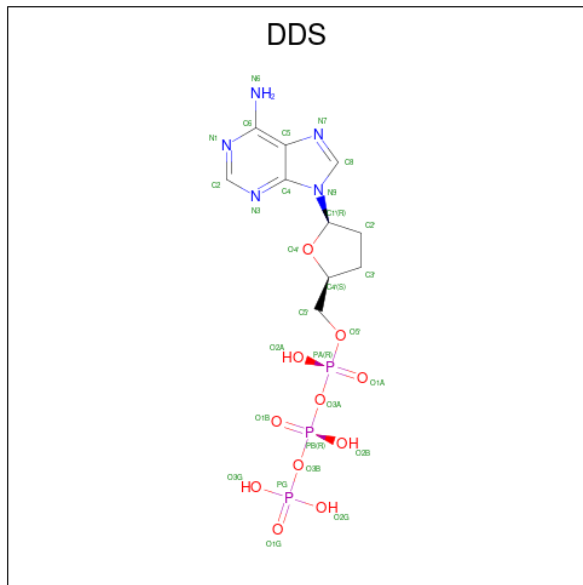 DDS
N6
NH2
C6
N7
N1
C5
N
N
C8
C2
C4
N
N
N9
N3
C1'(R)
C2'
O4'
O
C3'
C4'(S)
C5'
O5'
O
O2A
HO
PA(R)
P
O
O1A
O
O3A
O1B
O
P
OH
PB(R)
O2B
O
O3B
O3G
PG
HO
P
OH
O2G
O
O1G